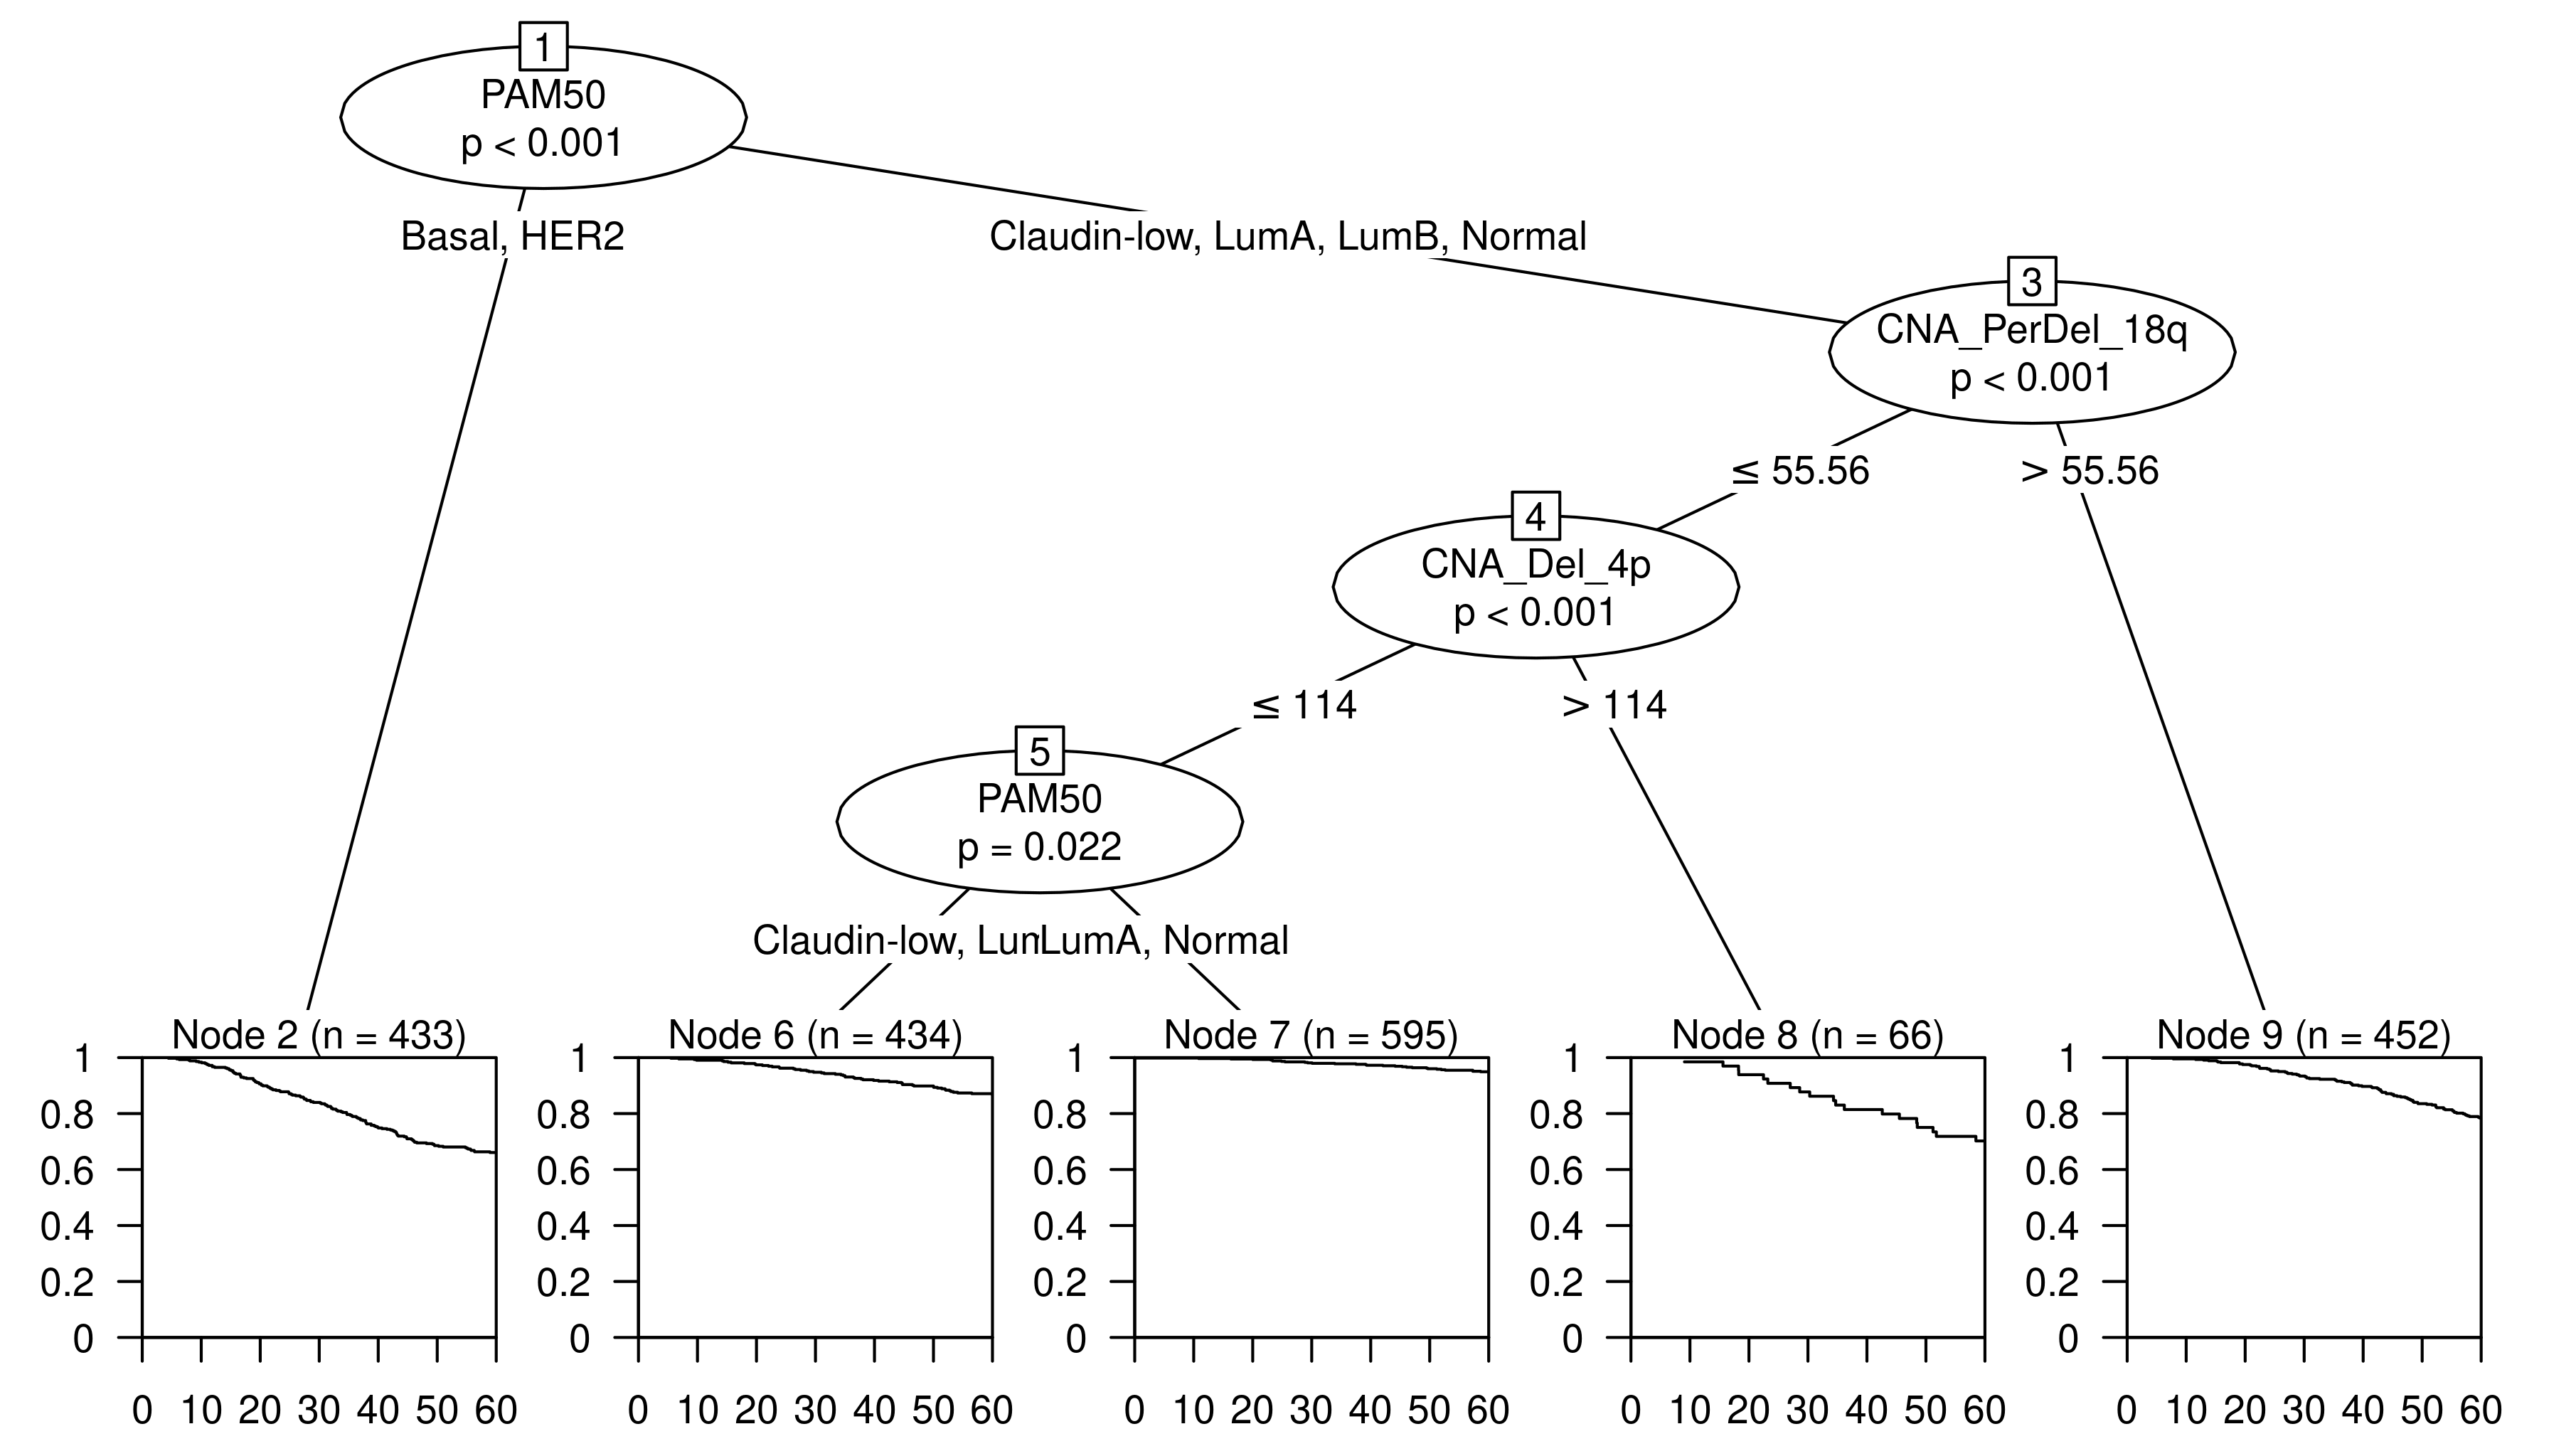 1
PAM50
p < 0.001
Basal, HER2
Claudin-low, LumA, LumB, Normal
3
CNA_PerDel_18q
p < 0.001
≤ 55.56
> 55.56
4
CNA_Del_4p
p < 0.001
≤ 114
> 114
5
PAM50
p = 0.022
Claudin-low,
LumA, Normal
Node 2 (n = 433)
1
0.8
0.6
0.4
0.2
0
0 10 20 30 40 50 60
Node 6 (n = 434)
1
0.8
0.6
0.4
0.2
0
0 10 20 30 40 50 60
Node 7 (n = 595)
1
0.8
0.6
0.4
0.2
0
0 10 20 30 40 50 60
Node 8 (n = 66)
1
0.8
0.6
0.4
0.2
0
0 10 20 30 40 50 60
Node 9 (n = 452)
1
0.8
0.6
0.4
0.2
0
0 10 20 30 40 50 60